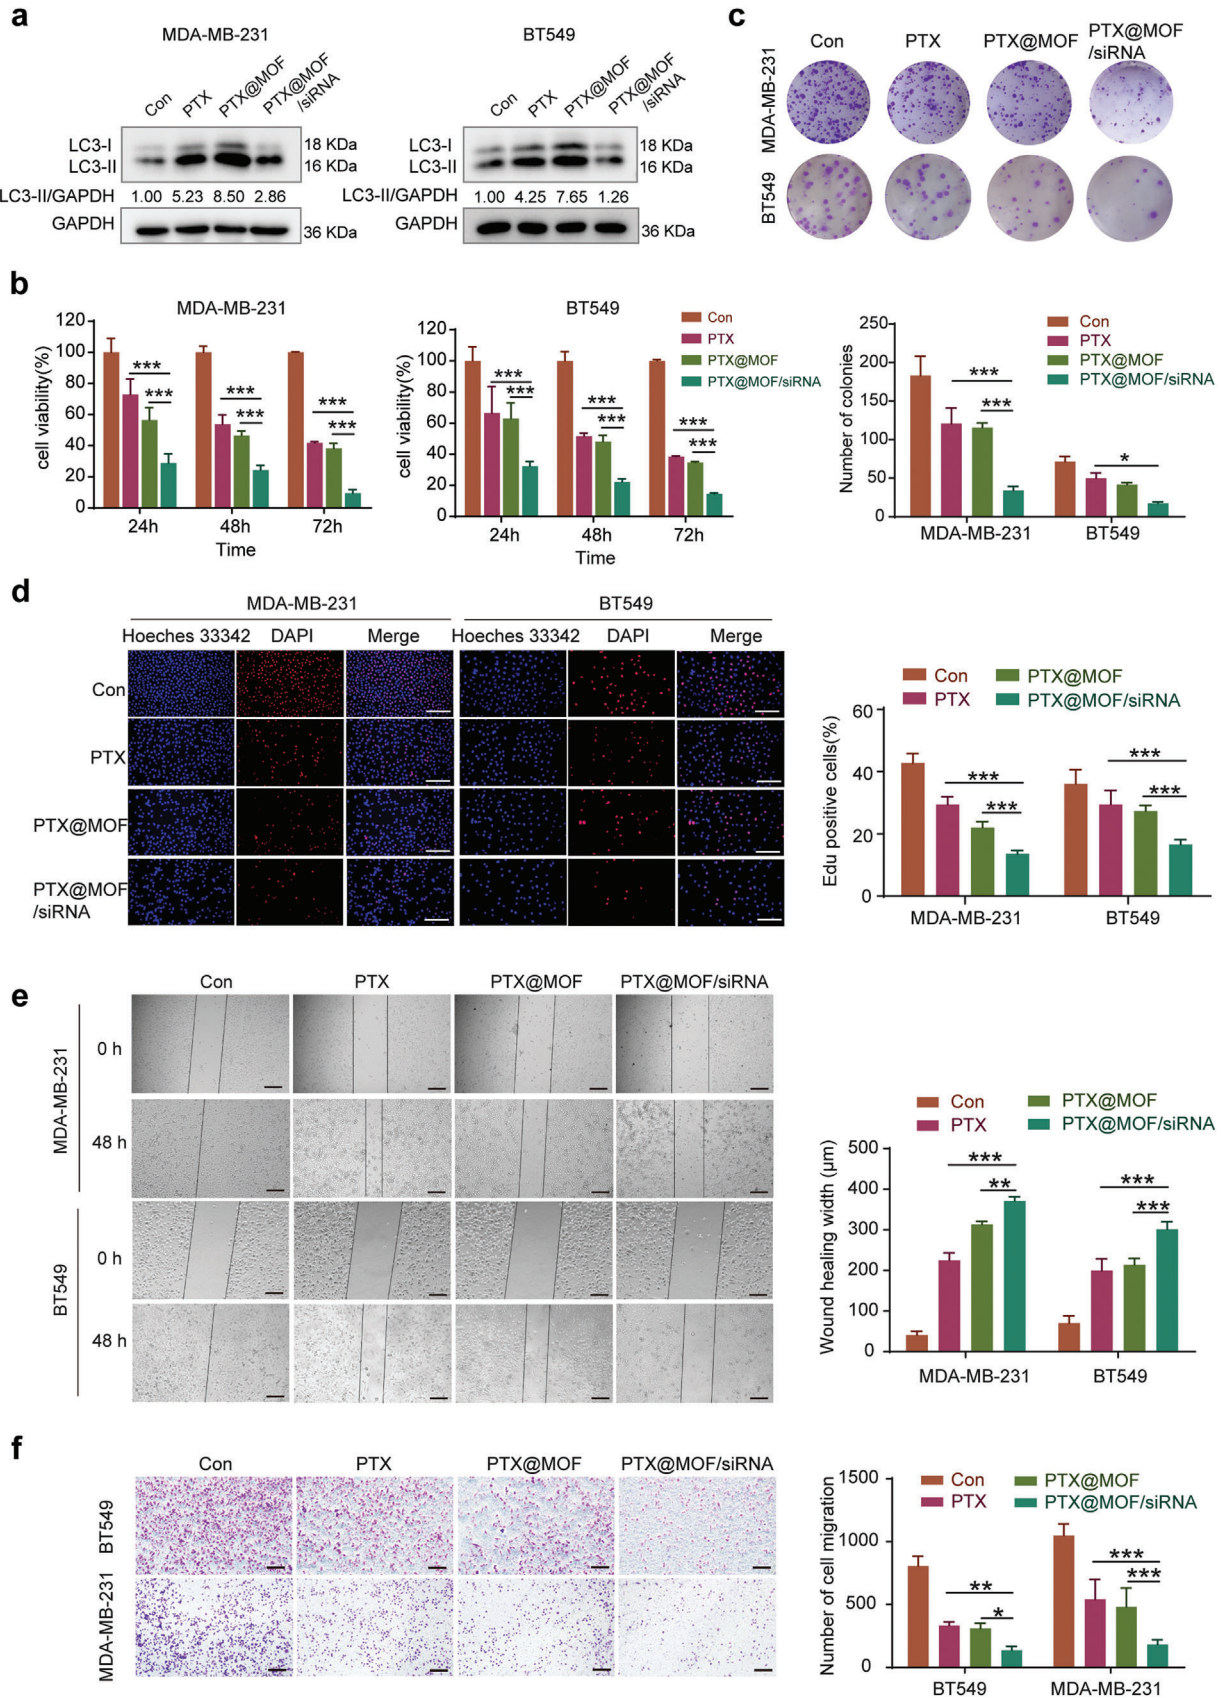 a
MDA-MB-231
BT549
Con
PTX
PTX@MOF
PTX@MOF
/siRNA
Con
PTX
PTX@MOF
PTX@MOF
/siRNA
LC3-I
18 KDa
LC3-II
16 KDa
LC3-II/GAPDH 1.00 5.23 8.50 2.86
GAPDH
36 KDa
LC3-I
18 KDa
LC3-II
16 KDa
LC3-II/GAPDH 1.00 4.25 7.65 1.26
GAPDH
36 KDa
c
Con
PTX
PTX@MOF
PTX@MOF
/siRNA
MDA-MB-231
BT549
b
MDA-MB-231
cell viability(%)
120
100
80
60
40
20
0
***
***
***
***
***
***
24h 48h 72h
Time
BT549
cell viability(%)
120
100
80
60
40
20
0
***
***
***
***
***
***
24h 48h 72h
Time
Con
PTX
PTX@MOF
PTX@MOF/siRNA
Number of colonies
250
200
150
100
50
0
Con
PTX
PTX@MOF
PTX@MOF/siRNA
***
***
*
MDA-MB-231 BT549
d
MDA-MB-231
BT549
Hoeches 33342 DAPI Merge Hoeches 33342 DAPI Merge
Con
PTX
PTX@MOF
PTX@MOF
/siRNA
Con
PTX@MOF
PTX
PTX@MOF/siRNA
Edu positive cells(%)
60
40
20
0
***
***
***
***
MDA-MB-231 BT549
e
Con PTX PTX@MOF PTX@MOF/siRNA
MDA-MB-231
0 h
48 h
BT549
0 h
48 h
Con
PTX@MOF
PTX
PTX@MOF/siRNA
Wound healing width (μm)
500
400
300
200
100
0
***
**
***
***
MDA-MB-231 BT549
f
Con PTX PTX@MOF PTX@MOF/siRNA
BT549
MDA-MB-231
Con
PTX@MOF
PTX
PTX@MOF/siRNA
Number of cell migration
1500
1000
500
0
**
*
***
***
BT549 MDA-MB-231